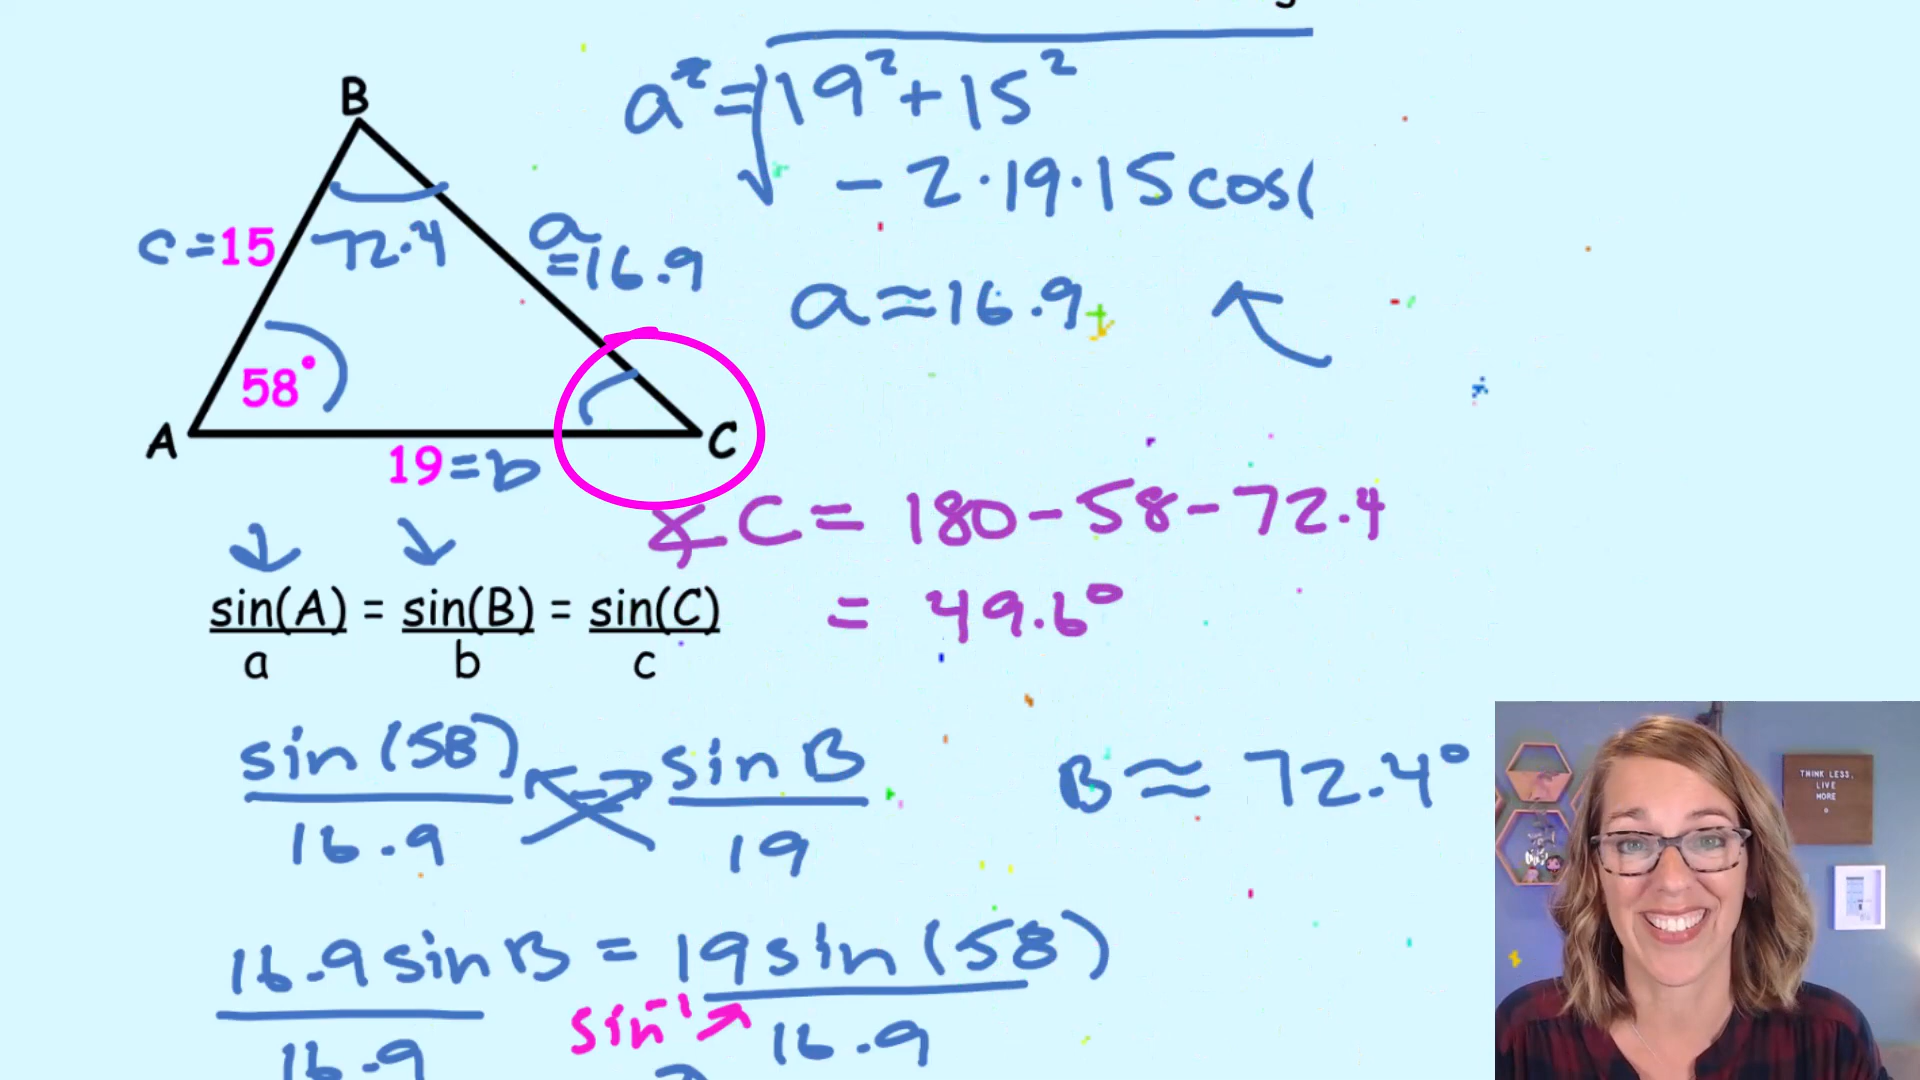 B
a² = √19² + 15²
- 2·19·15 cos(
c = 15
72.4
a
= 16.9
a ≈ 16.9
58°
A
C
19 = b
∡C = 180 - 58 - 72.4
= 49.6°
sin(A) = sin(B) = sin(C)
a b c
sin(58) = sin B
16.9 19
B ≈ 72.4°
16.9 sin B = 19 sin(58)
16.9 sin⁻¹ 16.9
THINK LESS,
LIVE
MORE